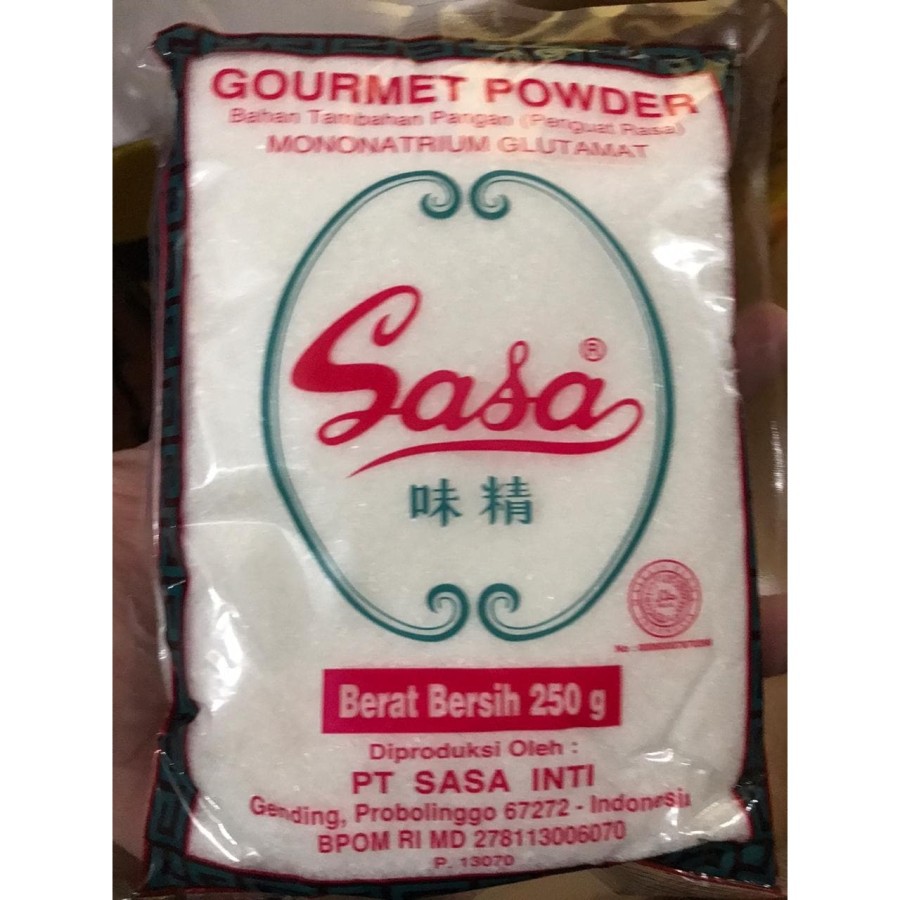 GOURMET POWDER
Bahan Tambahan Pangan (Penguat Rasa)
MONONATRIUM GLUTAMAT
Sasa®
味精
No :
Berat Bersih 250 g
Diproduksi Oleh :
PT SASA INTI
Gending, Probolinggo 67272 - Indonesia
BPOM RI MD 278113006070
P. 13070